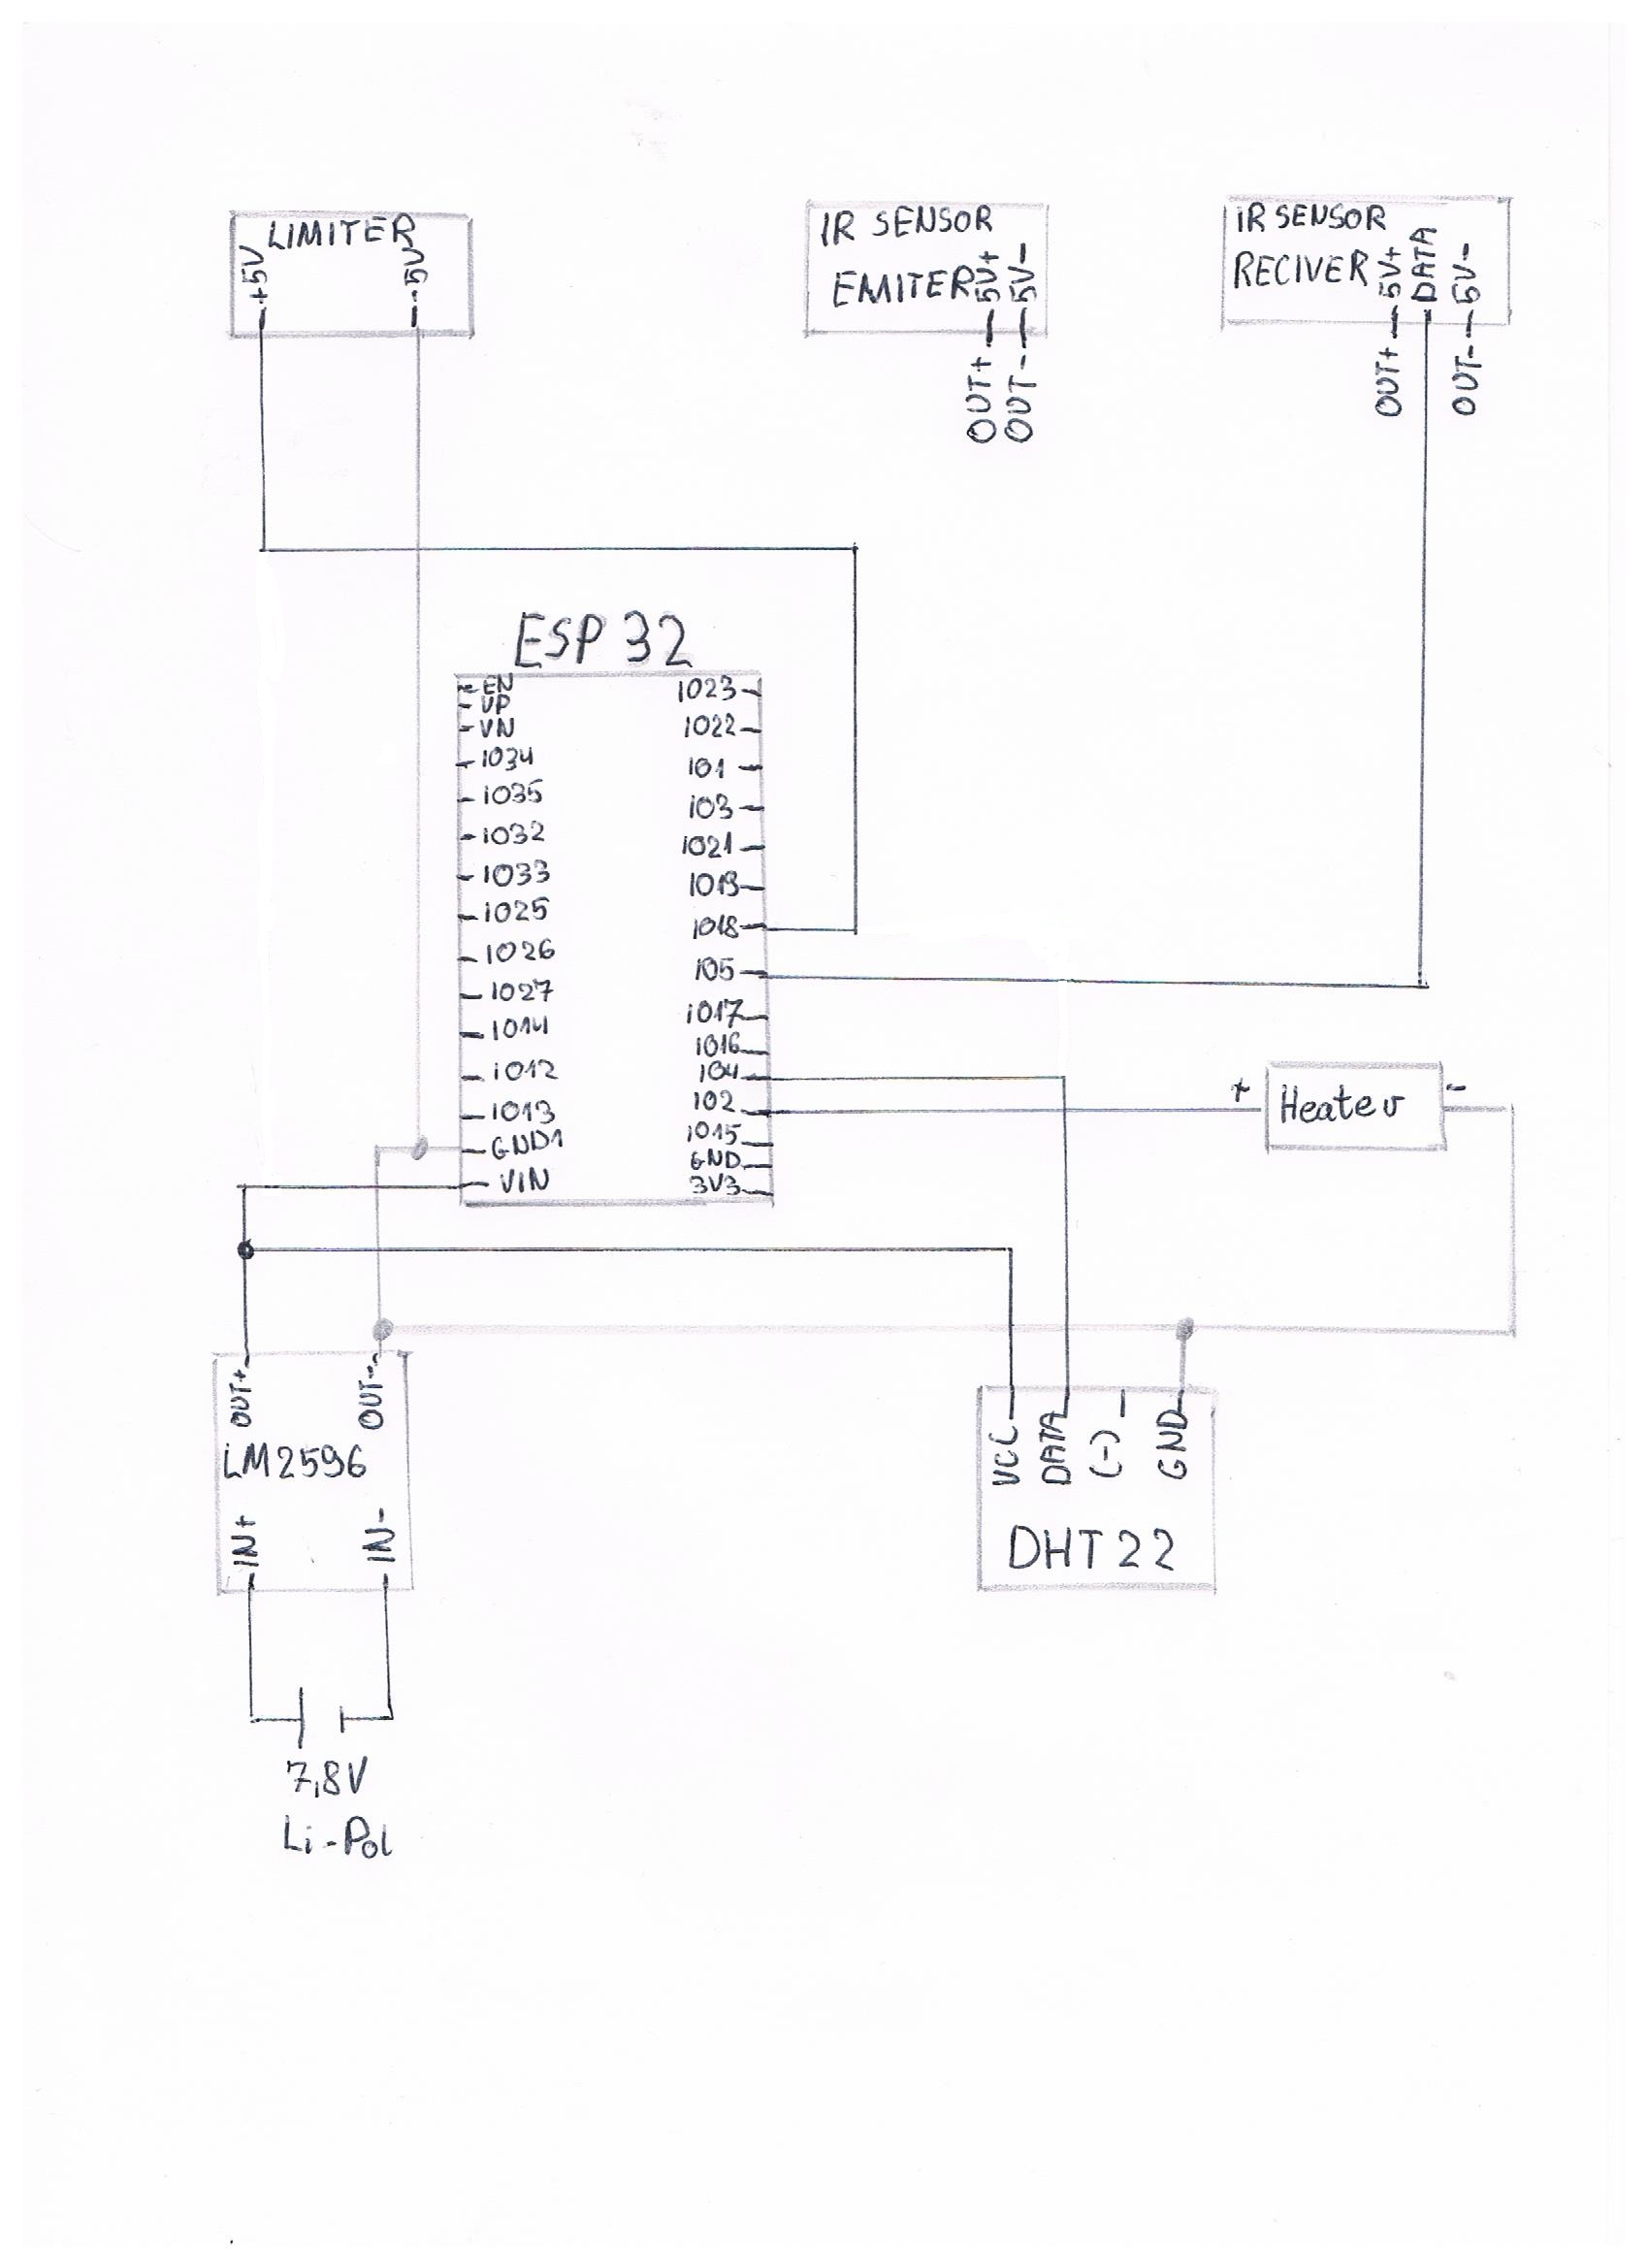 LIMITER
+5V
-5V
IR SENSOR
EMITER
5V+
5V-
OUT+
OUT-
IR SENSOR
RECIVER
5V+
DATA
5V-
OUT+
OUT-
ESP 32
EN
VP
VN
IO34
IO35
IO32
IO33
IO25
IO26
IO27
IO14
IO12
IO13
GND1
VIN
IO23
IO22
IO1
IO3
IO21
IO19
IO18
IO5
IO17
IO16
IO4
IO2
IO15
GND
3V3
+
Heater
-
OUT+
OUT-
LM2596
IN+
IN-
7,8V
Li-Pol
VCC
DATA
(-)
GND
DHT22